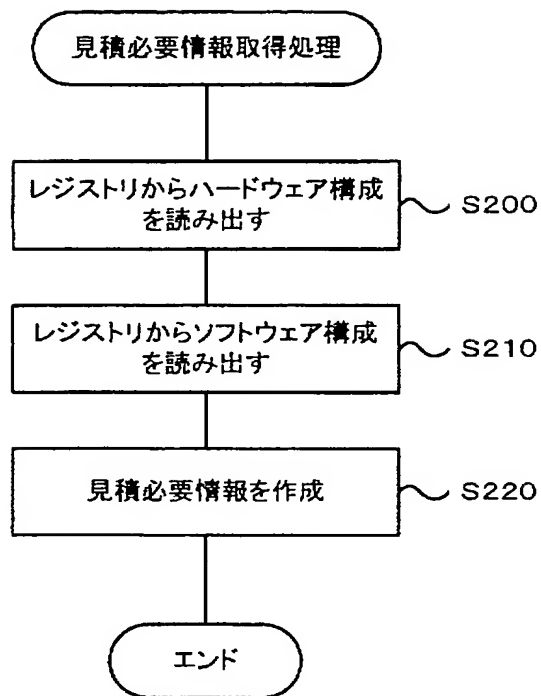 見積必要情報取得処理
レジストリからハードウェア構成
を読み出す
S200
レジストリからソフトウェア構成
を読み出す
S210
見積必要情報を作成
S220
エンド